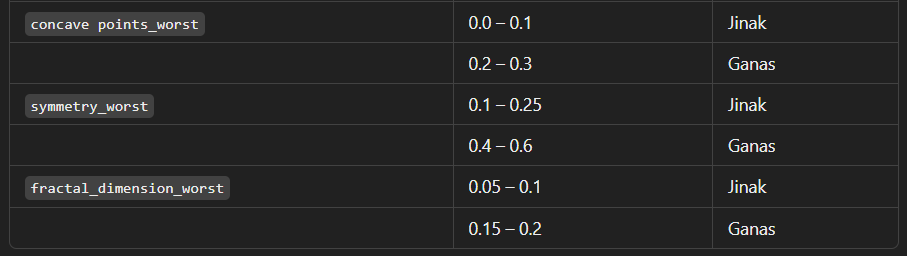 concave points_worst 0.0 – 0.1 Jinak
0.2 – 0.3 Ganas
symmetry_worst 0.1 – 0.25 Jinak
0.4 – 0.6 Ganas
fractal_dimension_worst 0.05 – 0.1 Jinak
0.15 – 0.2 Ganas